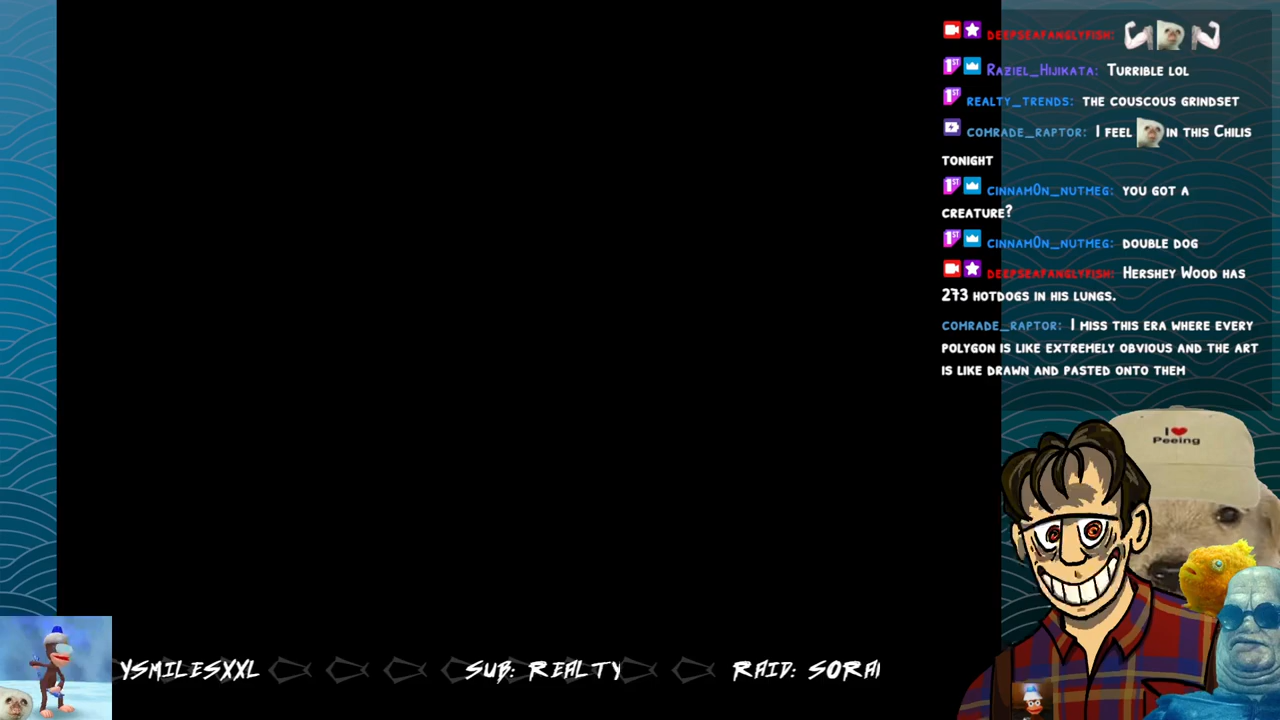 DEEPSEAFANGLYFISH:
RAZIEL_HIJIKATA: TURRIBLE LOL
REALTY_TRENDS: THE COUSCOUS GRINDSET
COMRADE_RAPTOR: I FEEL IN THIS CHILIS
TONIGHT
CINNAM0N_NUTMEG: YOU GOT A
CREATURE?
CINNAM0N_NUTMEG: DOUBLE DOG
DEEPSEAFANGLYFISH: HERSHEY WOOD HAS
273 HOTDOGS IN HIS LUNGS.
COMRADE_RAPTOR: I MISS THIS ERA WHERE EVERY
POLYGON IS LIKE EXTREMELY OBVIOUS AND THE ART
IS LIKE DRAWN AND PASTED ONTO THEM
I ❤
Peeing
YSMILESXXL SUB: REALTY RAID: SORAI